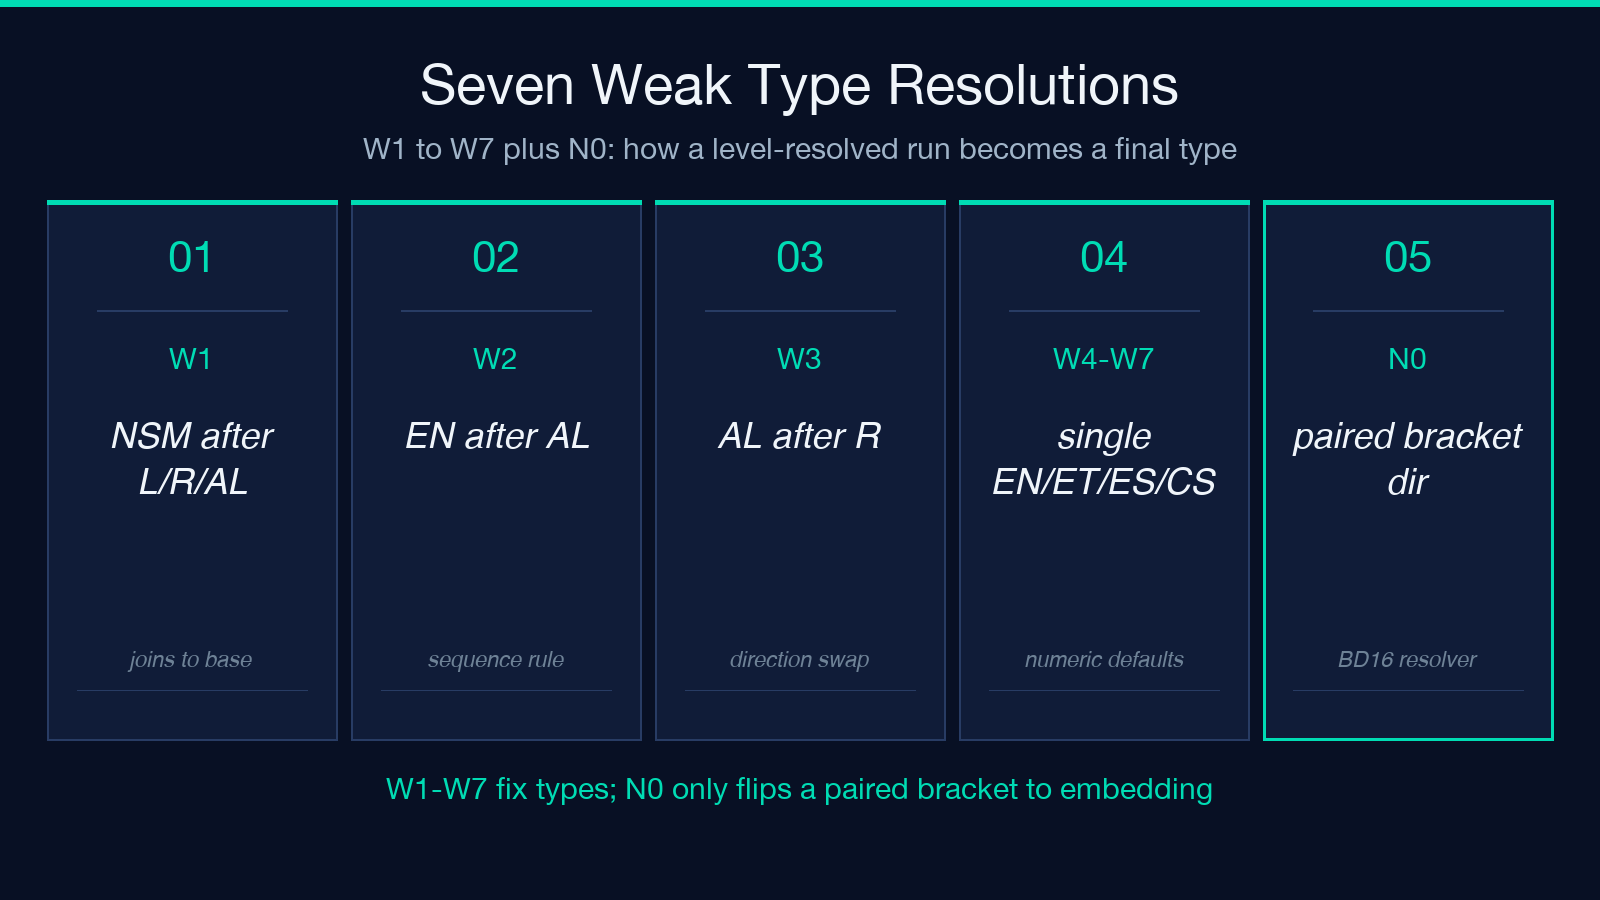 Seven Weak Type Resolutions
W1 to W7 plus N0: how a level-resolved run becomes a final type
01
W1
NSM after
L/R/AL
joins to base
02
W2
EN after AL
sequence rule
03
W3
AL after R
direction swap
04
W4-W7
single
EN/ET/ES/CS
numeric defaults
05
N0
paired bracket
dir
BD16 resolver
W1-W7 fix types; N0 only flips a paired bracket to embedding